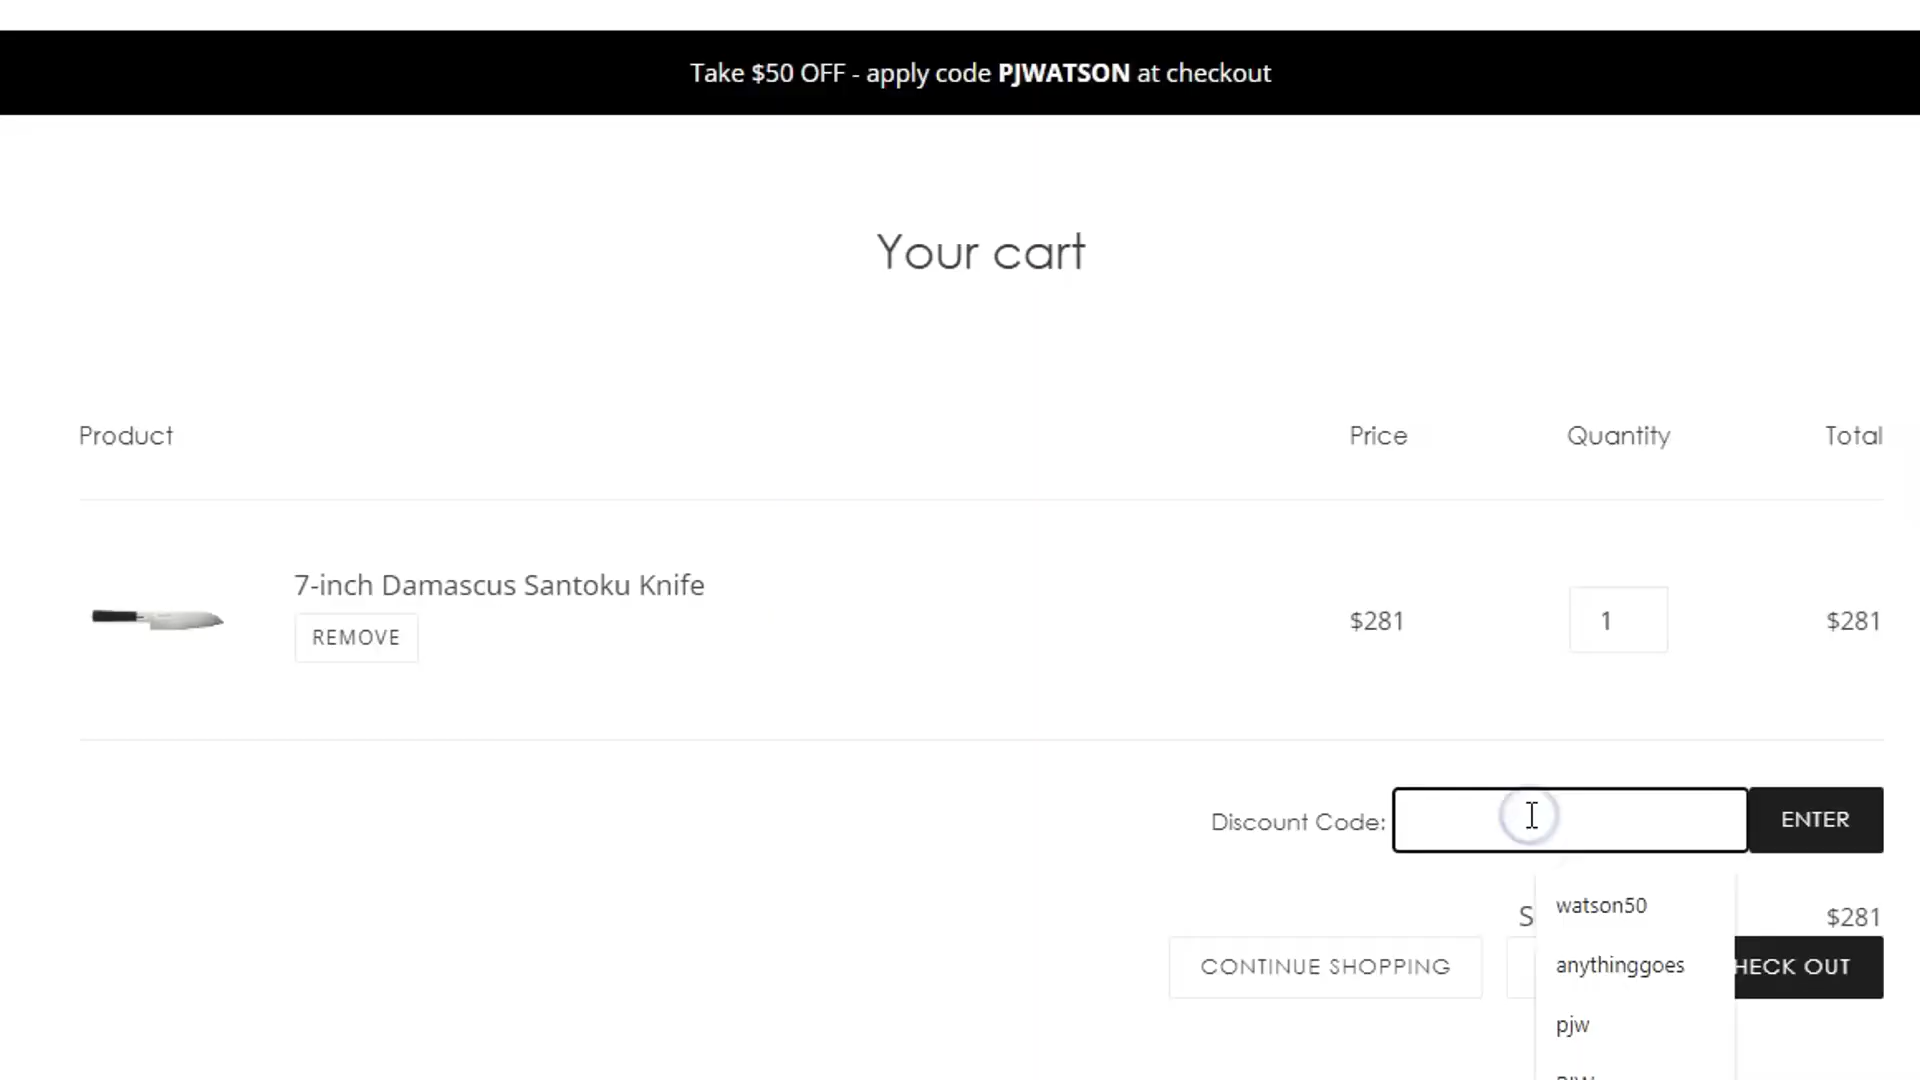 Take $50 OFF - apply code PJWATSON at checkout
Your cart
Product Price Quantity Total
7-inch Damascus Santoku Knife
REMOVE
$281 1 $281
Discount Code: ENTER
watson50
S $281
anythinggoes
CONTINUE SHOPPING HECK OUT
pjw